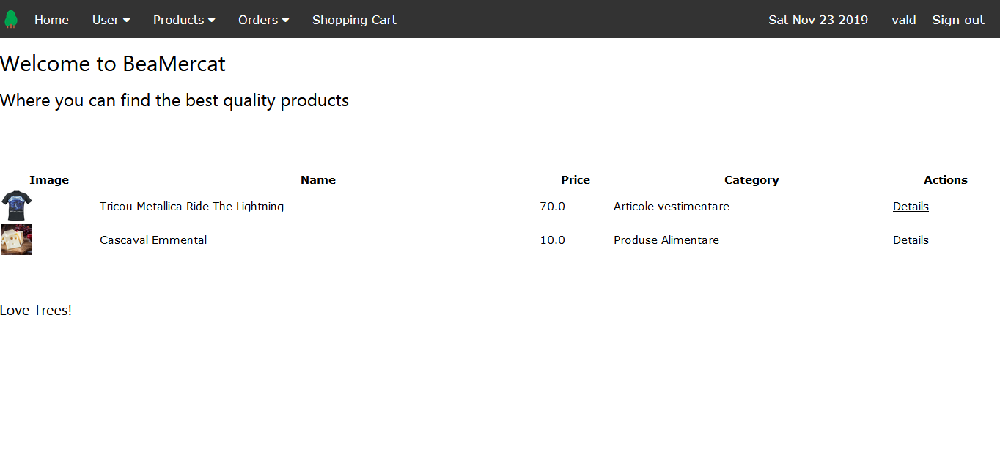 Home User Products Orders Shopping Cart Sat Nov 23 2019 vald Sign out
Welcome to BeaMercat
Where you can find the best quality products
Image Name Price Category Actions
Tricou Metallica Ride The Lightning 70.0 Articole vestimentare Details
Cascaval Emmental 10.0 Produse Alimentare Details
Love Trees!